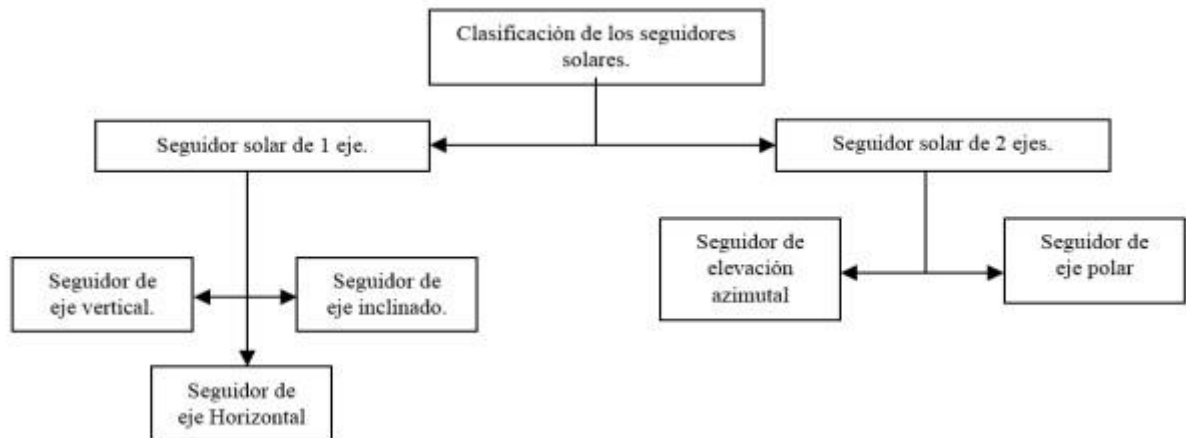 Clasificación de los seguidores
solares.
Seguidor solar de 1 eje.
Seguidor solar de 2 ejes.
Seguidor de
eje vertical.
Seguidor de
eje inclinado.
Seguidor de
eje Horizontal
Seguidor de
elevación
azimutal
Seguidor de
eje polar